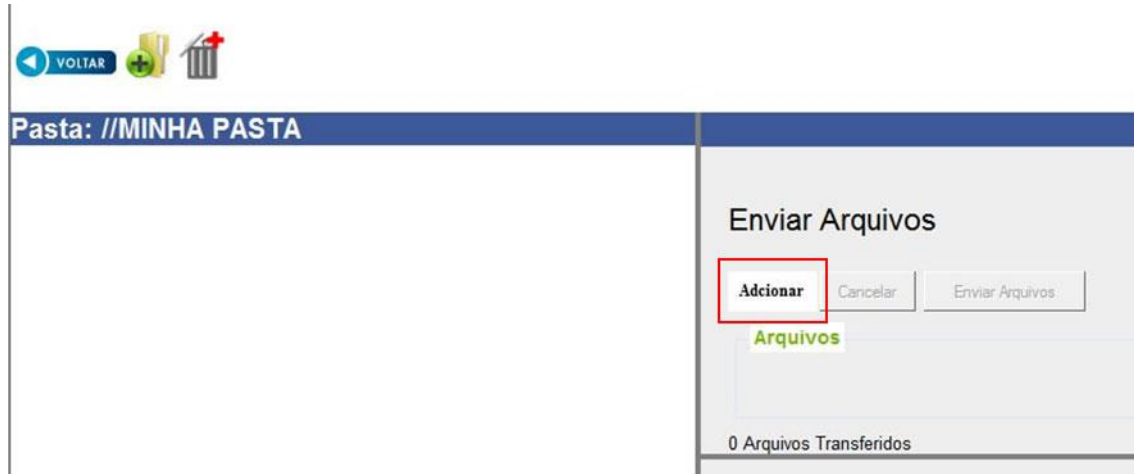 VOLTAR
Pasta: //MINHA PASTA
Enviar Arquivos
Adcionar Cancelar Enviar Arquivos
Arquivos
0 Arquivos Transferidos